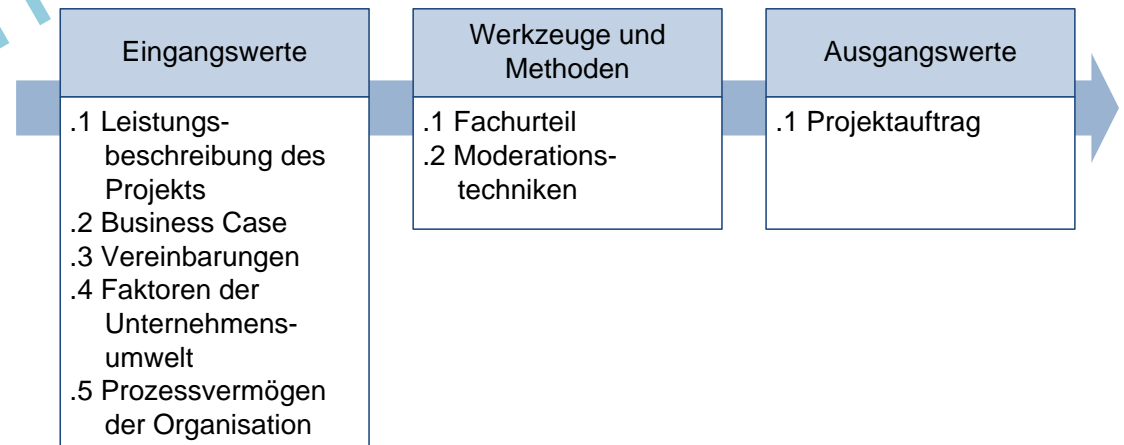 Eingangswerte
.1 Leistungs-
beschreibung des
Projekts
.2 Business Case
.3 Vereinbarungen
.4 Faktoren der
Unternehmens-
umwelt
.5 Prozessvermögen
der Organisation
Werkzeuge und
Methoden
.1 Fachurteil
.2 Moderations-
techniken
Ausgangswerte
.1 Projektauftrag